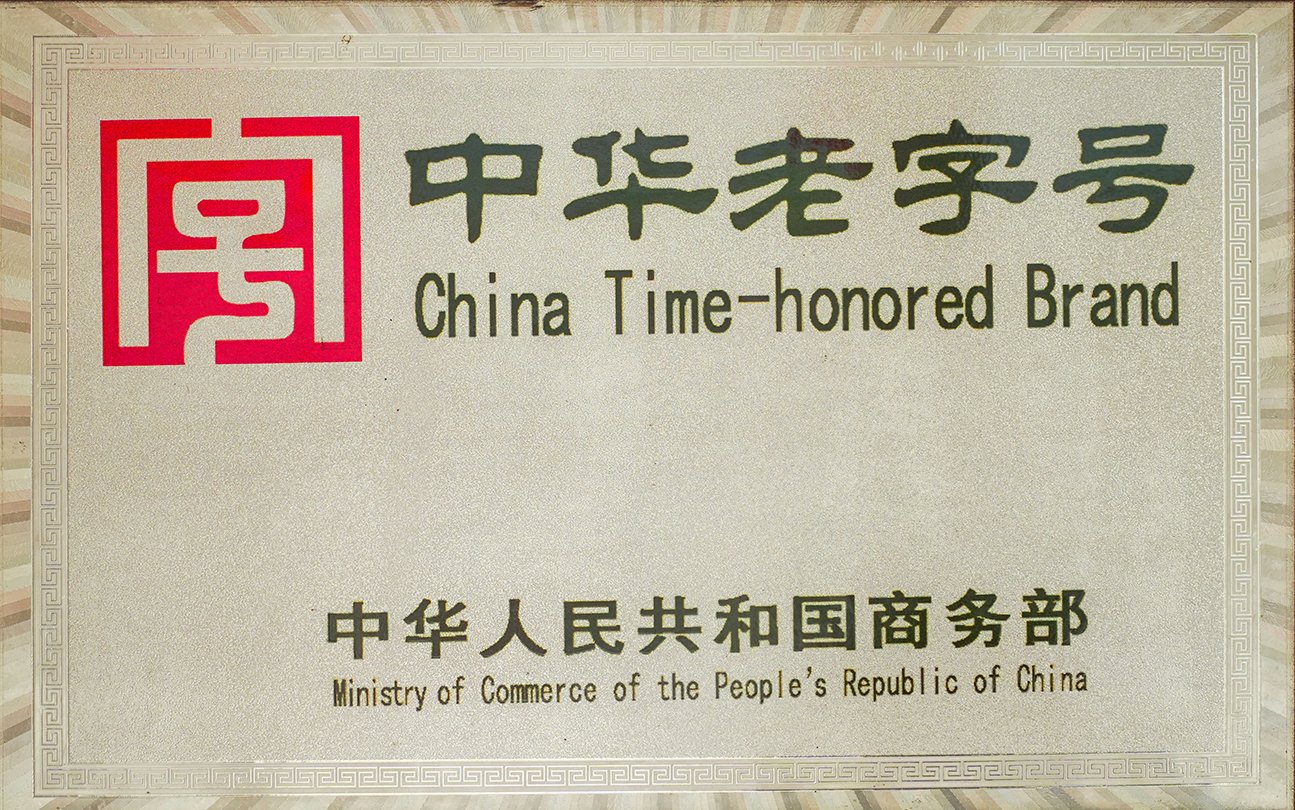 中华老字号
China Time-honored Brand
中华人民共和国商务部
Ministry of Commerce of the People's Republic of China